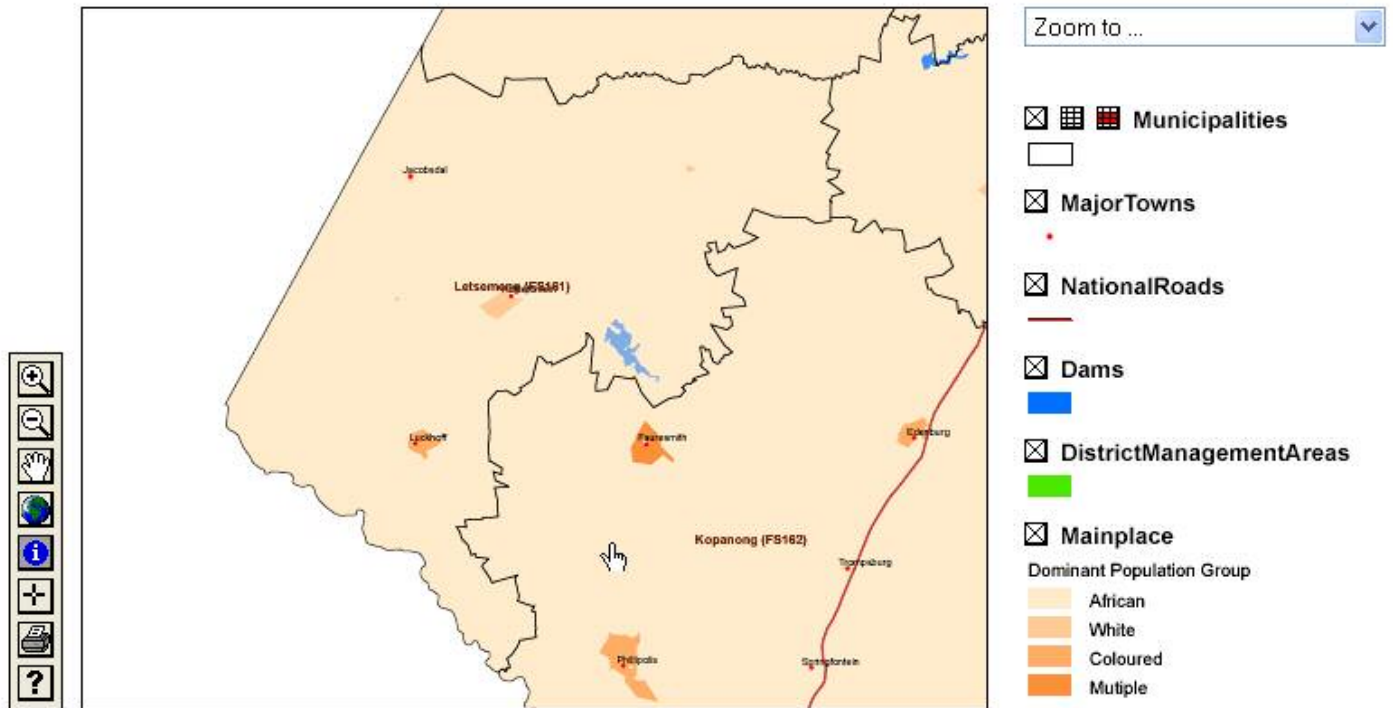 Zoom to ...
Municipalities
MajorTowns
NationalRoads
Dams
DistrictManagementAreas
Mainplace
Dominant Population Group
African
White
Coloured
Mutiple
Jacobsdal
Letsemeng (FS161)
Luckhoff
Fauresmith
Edenburg
Kopanong (FS162)
Trompsburg
Phillipolis
Springfontein
i
?